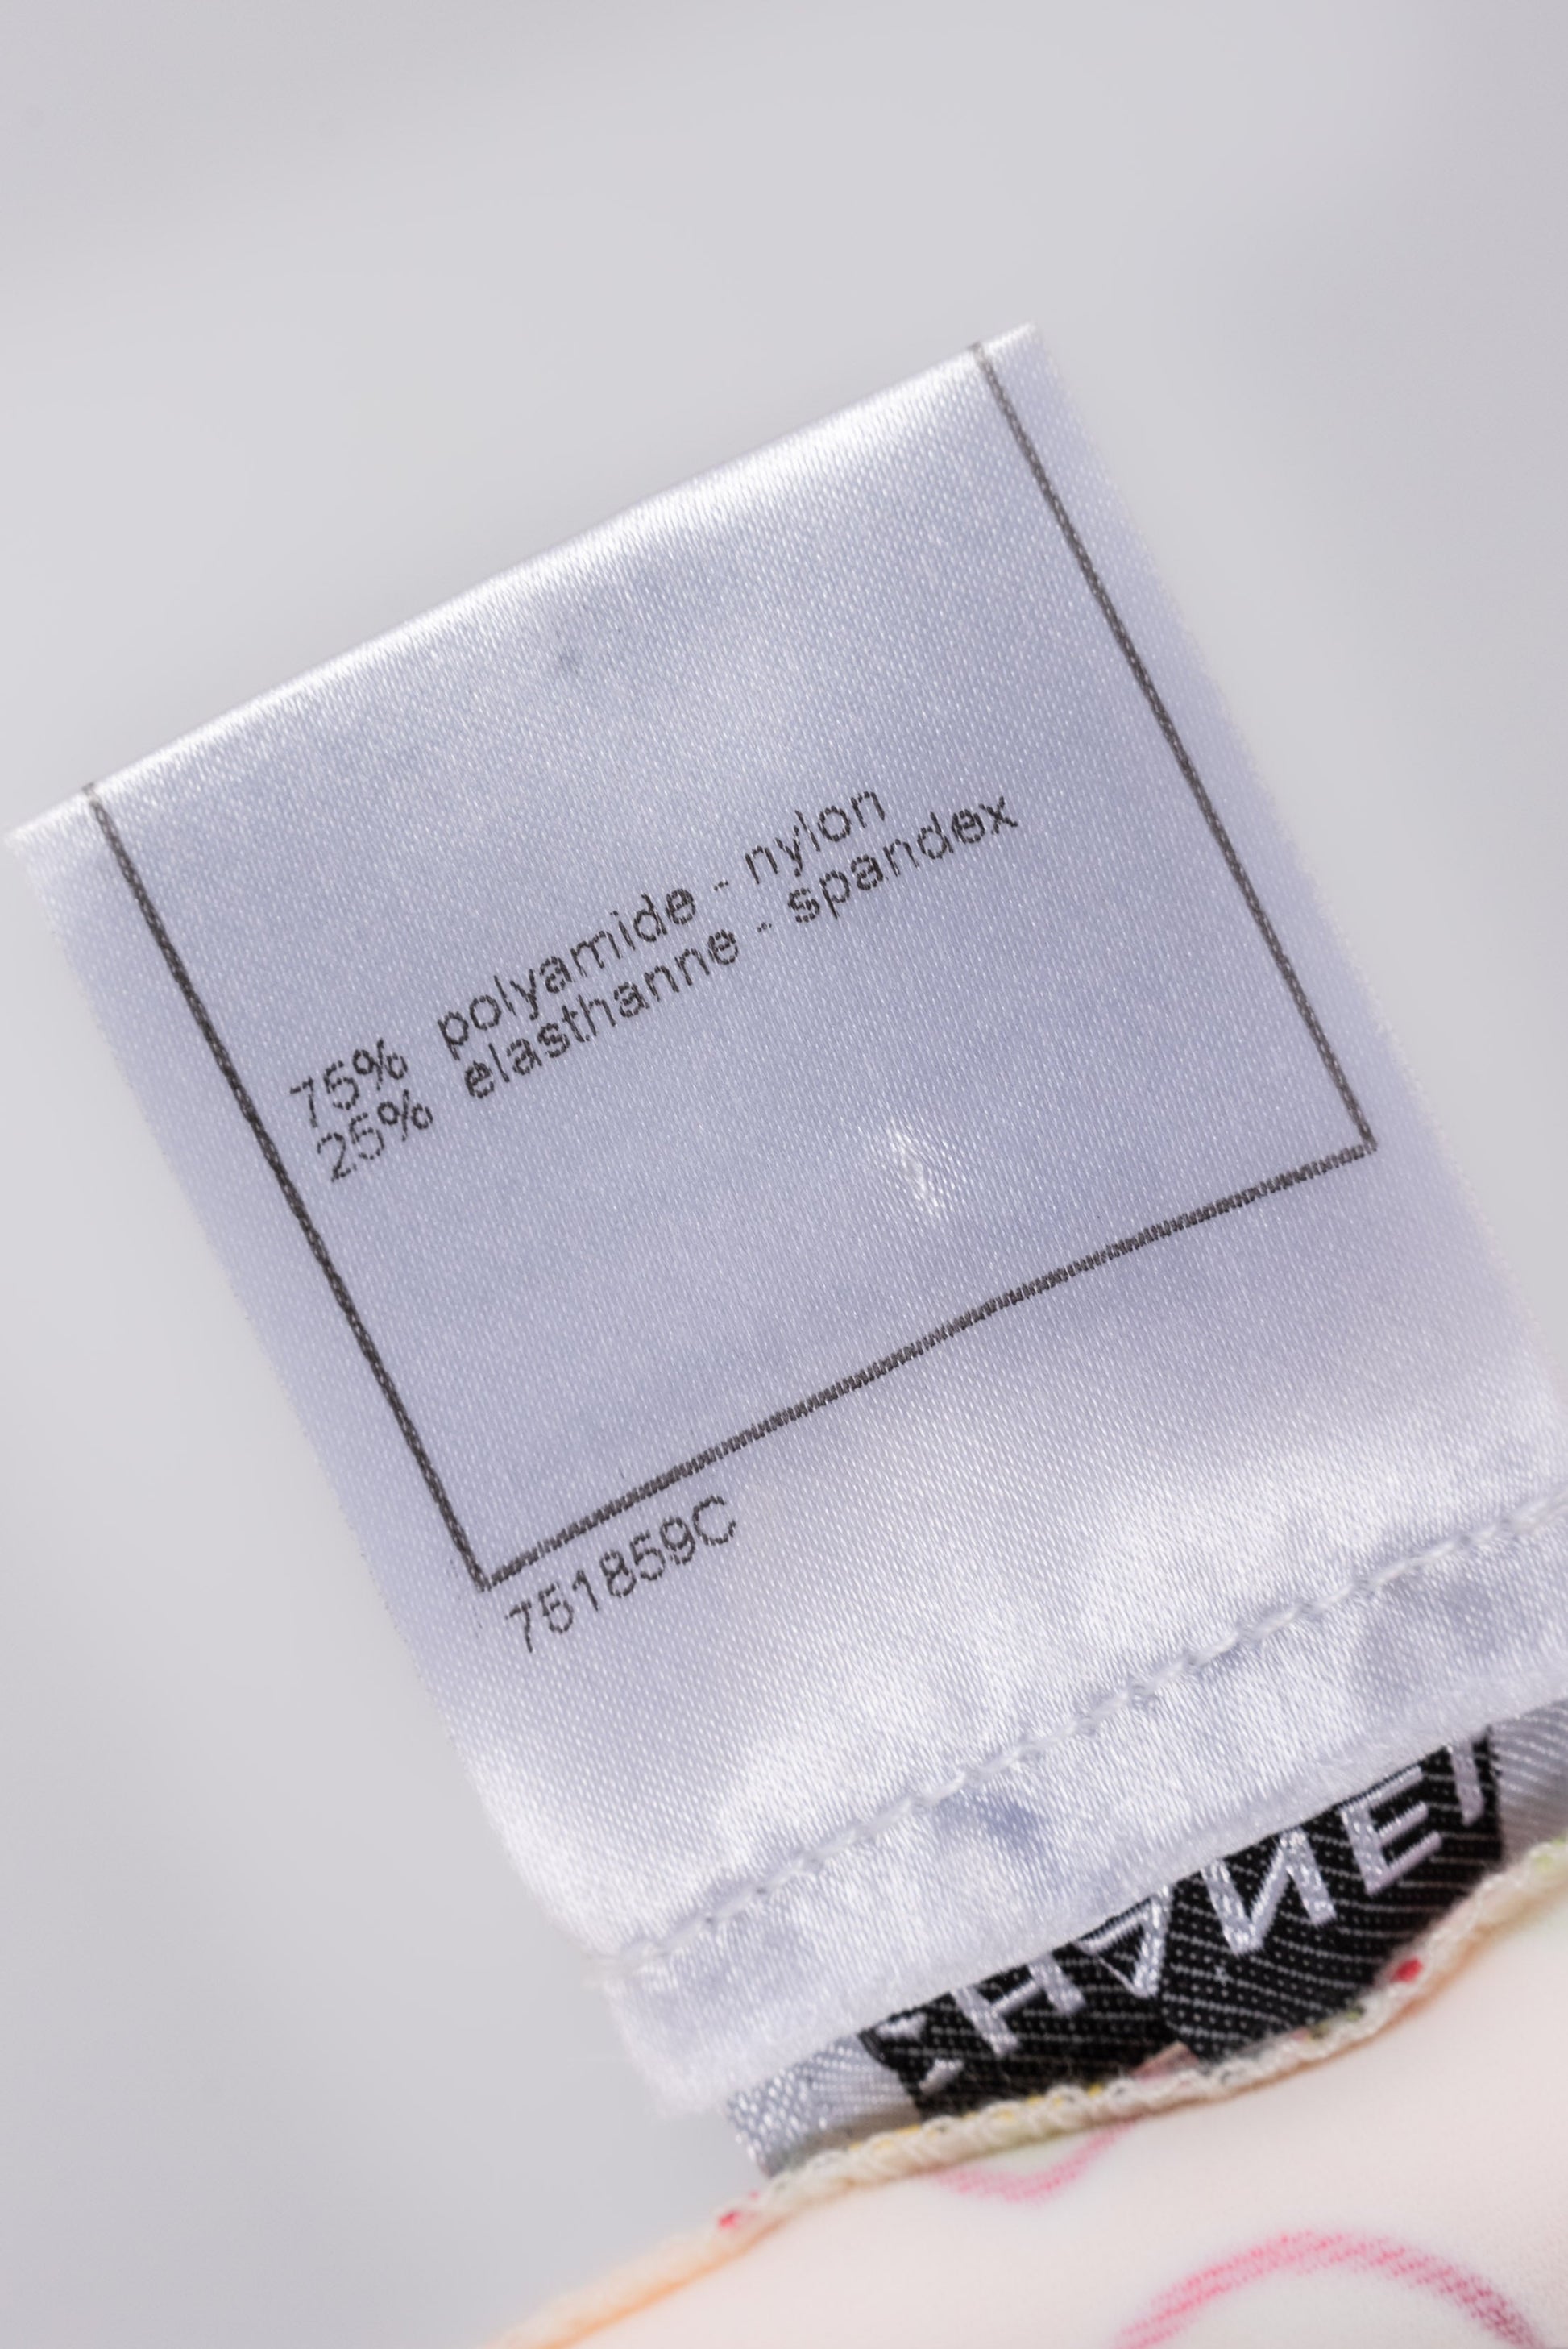 75% polyamide - nylon
25% elasthanne - spandex
751859C
CHANEL